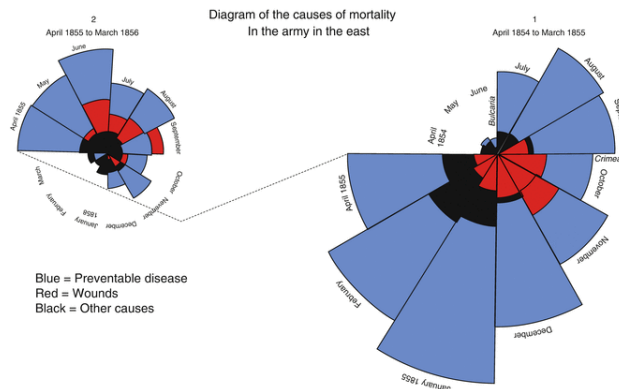 Diagram of the causes of mortality
In the army in the east
2
April 1855 to March 1856
June
July
May
August
April 1855
September
March
October
February
November
January
1858
December
1
April 1854 to March 1855
July
August
June
Bulcaria
May
April
1854
Crimea
October
April 1855
November
February
December
January 1855
Blue = Preventable disease
Red = Wounds
Black = Other causes